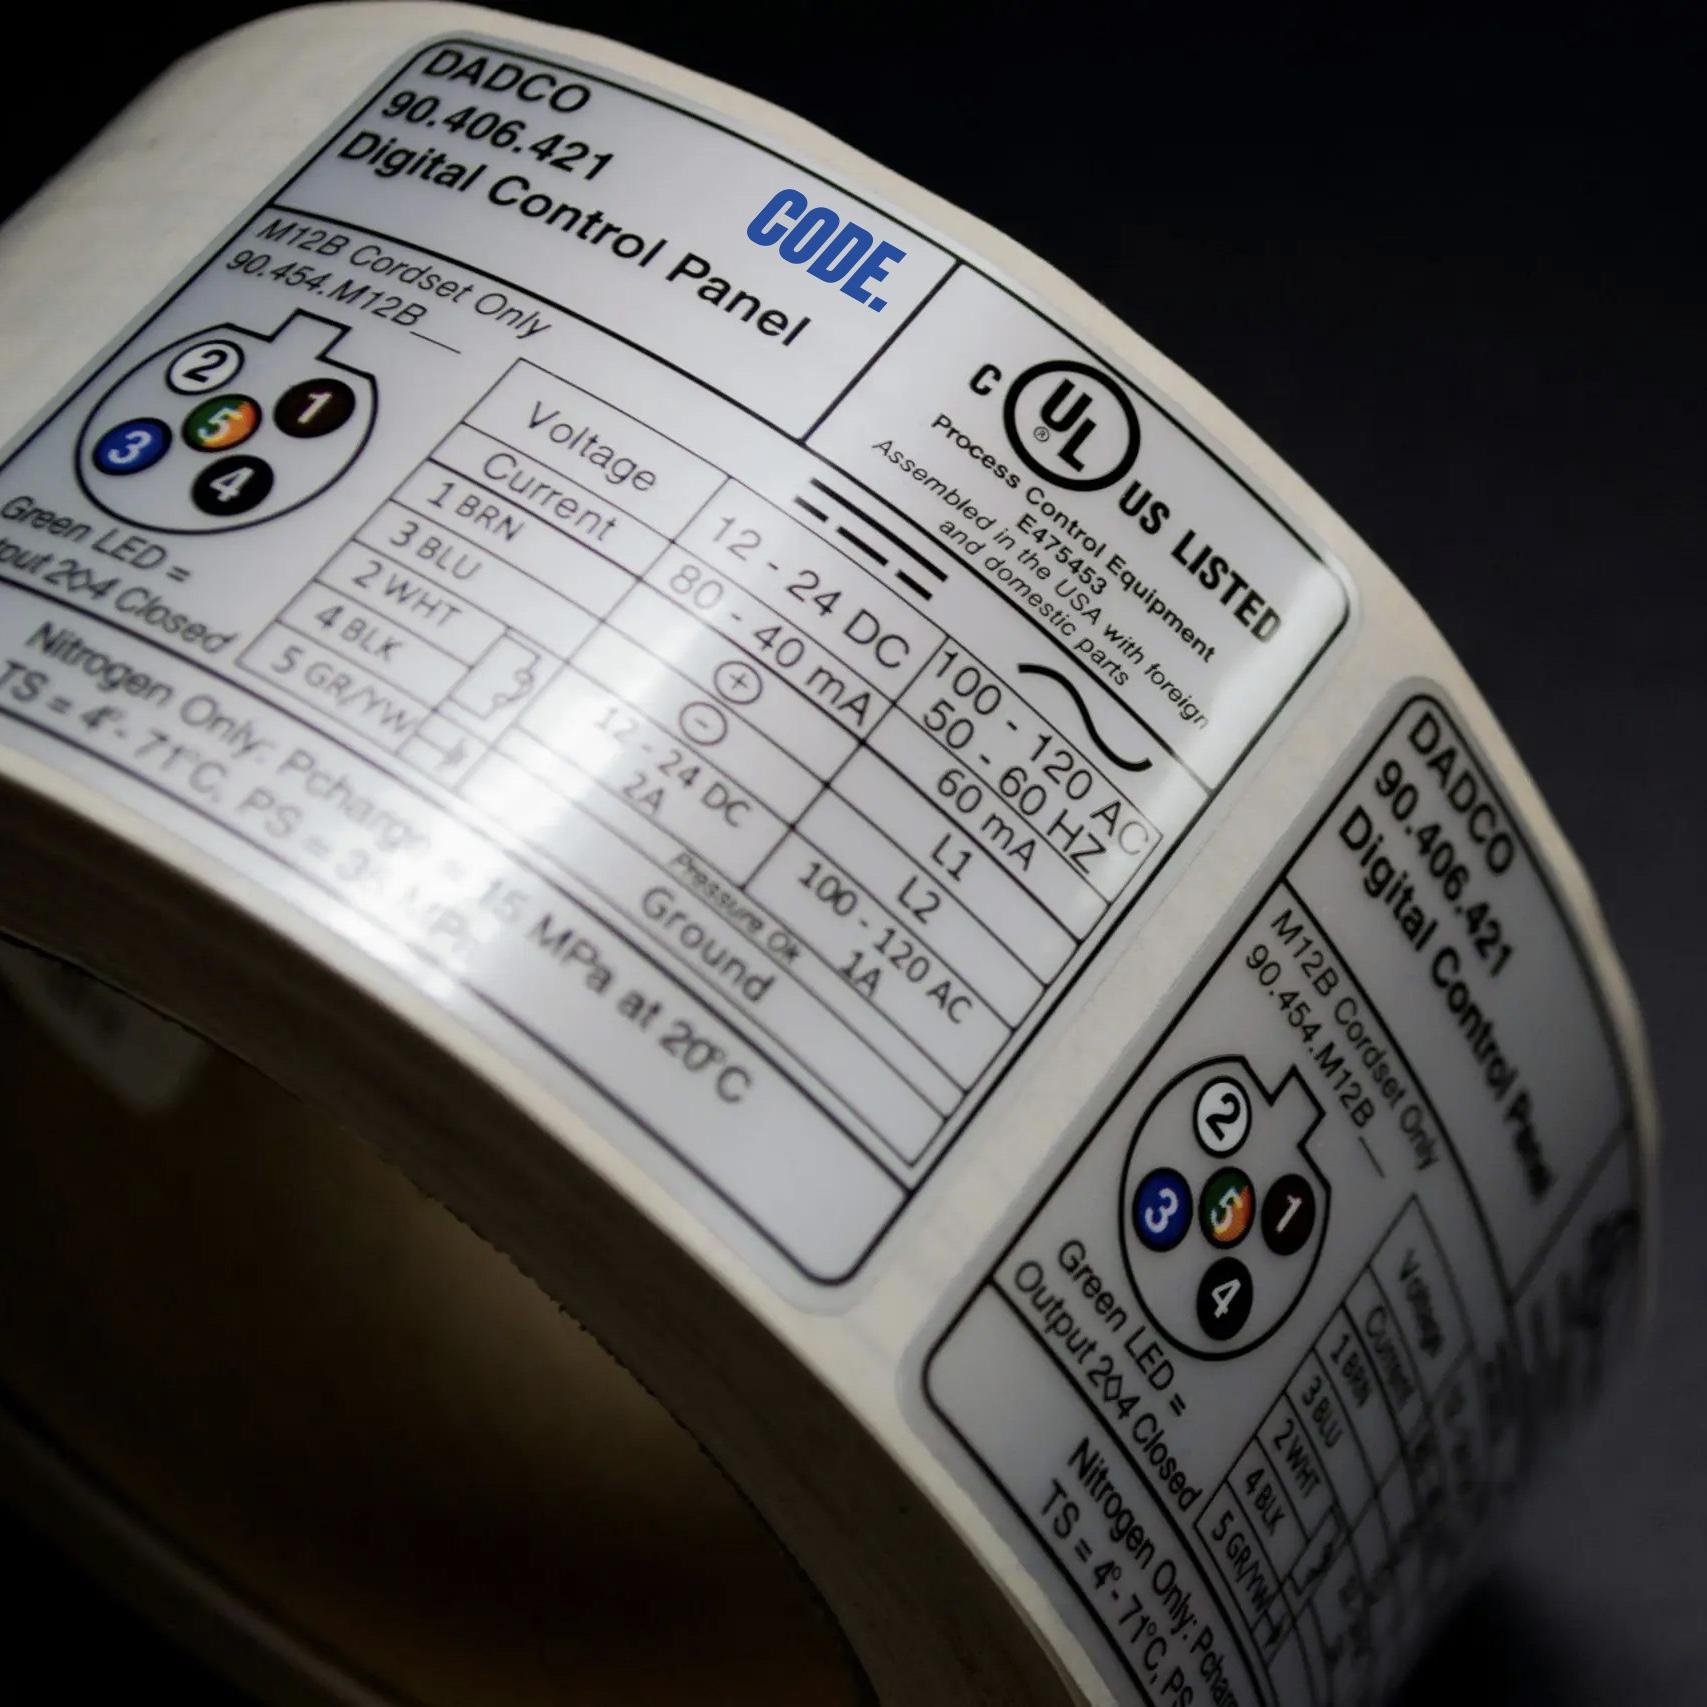 DADCO
90.406.421
Digital Control Panel
CODE.
C UL ® US LISTED
Process Control Equipment
E475453
Assembled in the USA with foreign
and domestic parts
M12B Cordset Only
90.454.M12B__
2
1
5
3
4
Green LED =
2◊4 Closed
Voltage 12 - 24 DC 100 - 120 AC
50 - 60 HZ
Current 80 - 40 mA 60 mA
1 BRN + L1
3 BLU - L2
2 WHT 12 - 24 DC 100 - 120 AC
4 BLK 2A Pressure Ok 1A
5 GR/YW Ground
Nitrogen Only: Pcharge = 15 MPa at 20°C
TS = 4°- 71°C, PS =
DADCO
90.406.421
Digital Control Panel
M12B Cordset Only
90.454.M12B__
2
3
5
1
4
Green LED =
Output 2◊4 Closed
Voltage
Current
1 BRN
3 BLU
2 WHT
4 BLK
5 GR/YW
Nitrogen Only:
TS = 4°- 71°C, PS